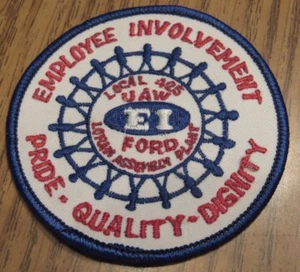 EMPLOYEE INVOLVEMENT
LOCAL 425
UAW
EI
FORD
LORAIN ASSEMBLY PLANT
PRIDE - QUALITY - DIGNITY